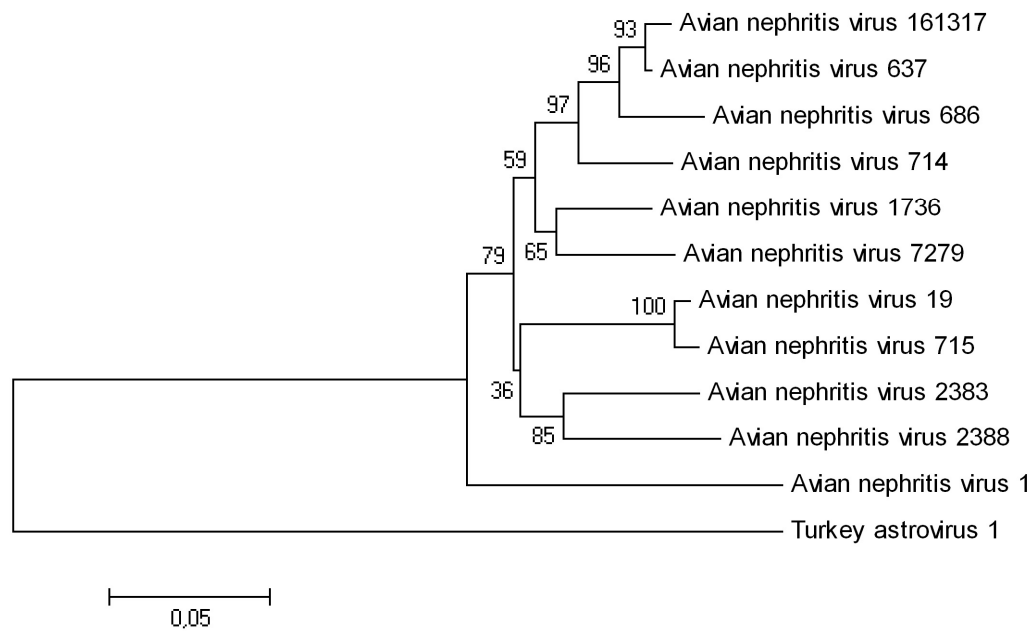 93
Avian nephritis virus 161317
96
Avian nephritis virus 637
97
Avian nephritis virus 686
59
Avian nephritis virus 714
Avian nephritis virus 1736
79
65
Avian nephritis virus 7279
100
Avian nephritis virus 19
Avian nephritis virus 715
36
Avian nephritis virus 2383
85
Avian nephritis virus 2388
Avian nephritis virus 1
Turkey astrovirus 1
0,05